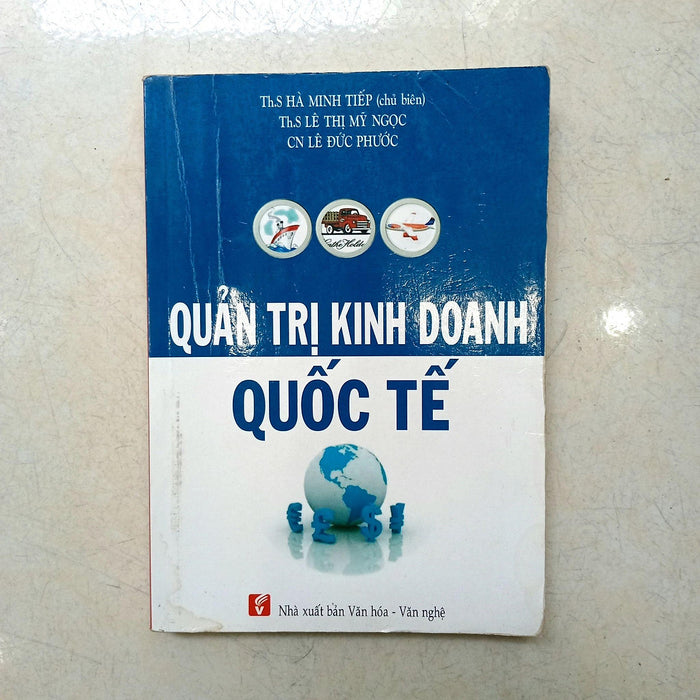 Th.S HÀ MINH TIẾP (chủ biên)
Th.S LÊ THỊ MỸ NGỌC
CN LÊ ĐỨC PHƯỚC
QUẢN TRỊ KINH DOANH
QUỐC TẾ
Nhà xuất bản Văn hóa - Văn nghệ